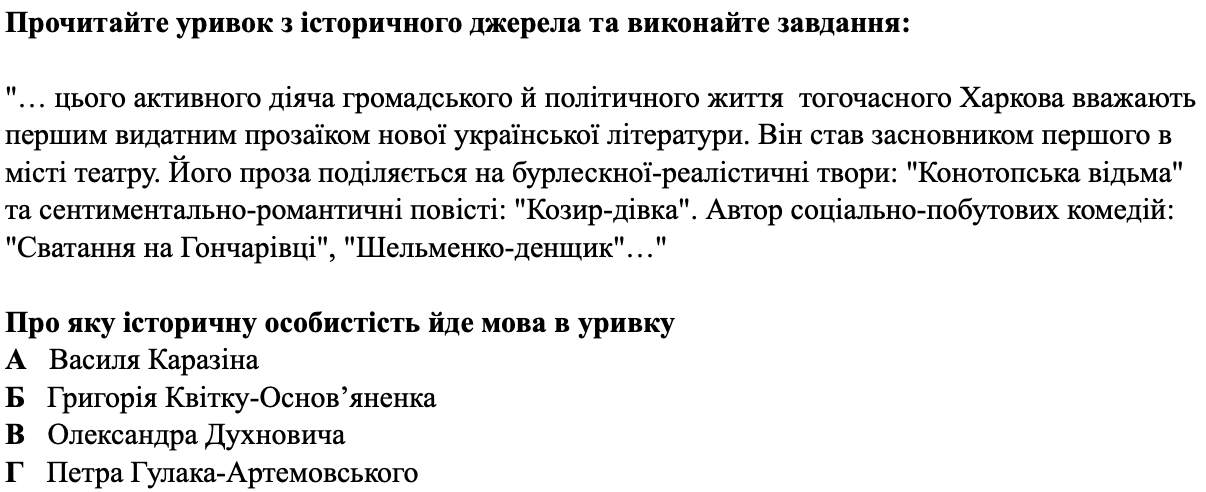 Прочитайте уривок з історичного джерела та виконайте завдання:
"… цього активного діяча громадського й політичного життя  тогочасного Харкова вважають
першим видатним прозаїком нової української літератури. Він став засновником першого в
місті театру. Його проза поділяється на бурлескної-реалістичні твори: "Конотопська відьма"
та сентиментально-романтичні повісті: "Козир-дівка". Автор соціально-побутових комедій:
"Сватання на Гончарівці", "Шельменко-денщик"…"
Про яку історичну особистість йде мова в уривку
А Василя Каразіна
Б Григорія Квітку-Основ’яненка
В Олександра Духновича
Г Петра Гулака-Артемовського